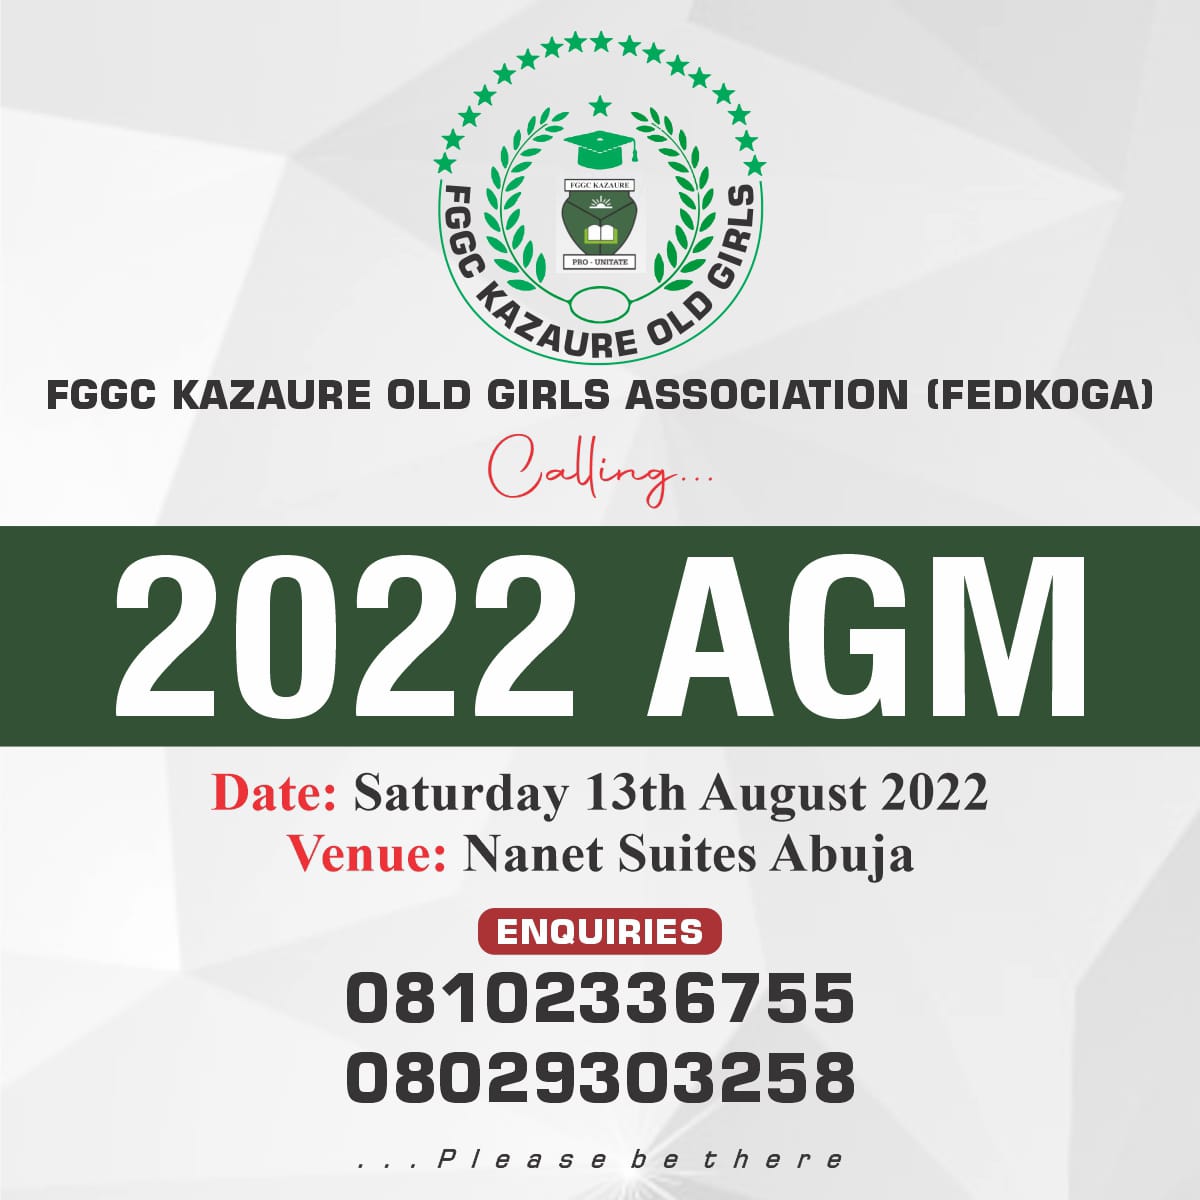 FGGC KAZAURE
PRO - UNITATE
FGGC KAZAURE OLD GIRLS
FGGC KAZAURE OLD GIRLS ASSOCIATION (FEDKOGA)
Calling...
2022 AGM
Date: Saturday 13th August 2022
Venue: Nanet Suites Abuja
ENQUIRIES
08102336755
08029303258
...Please be there